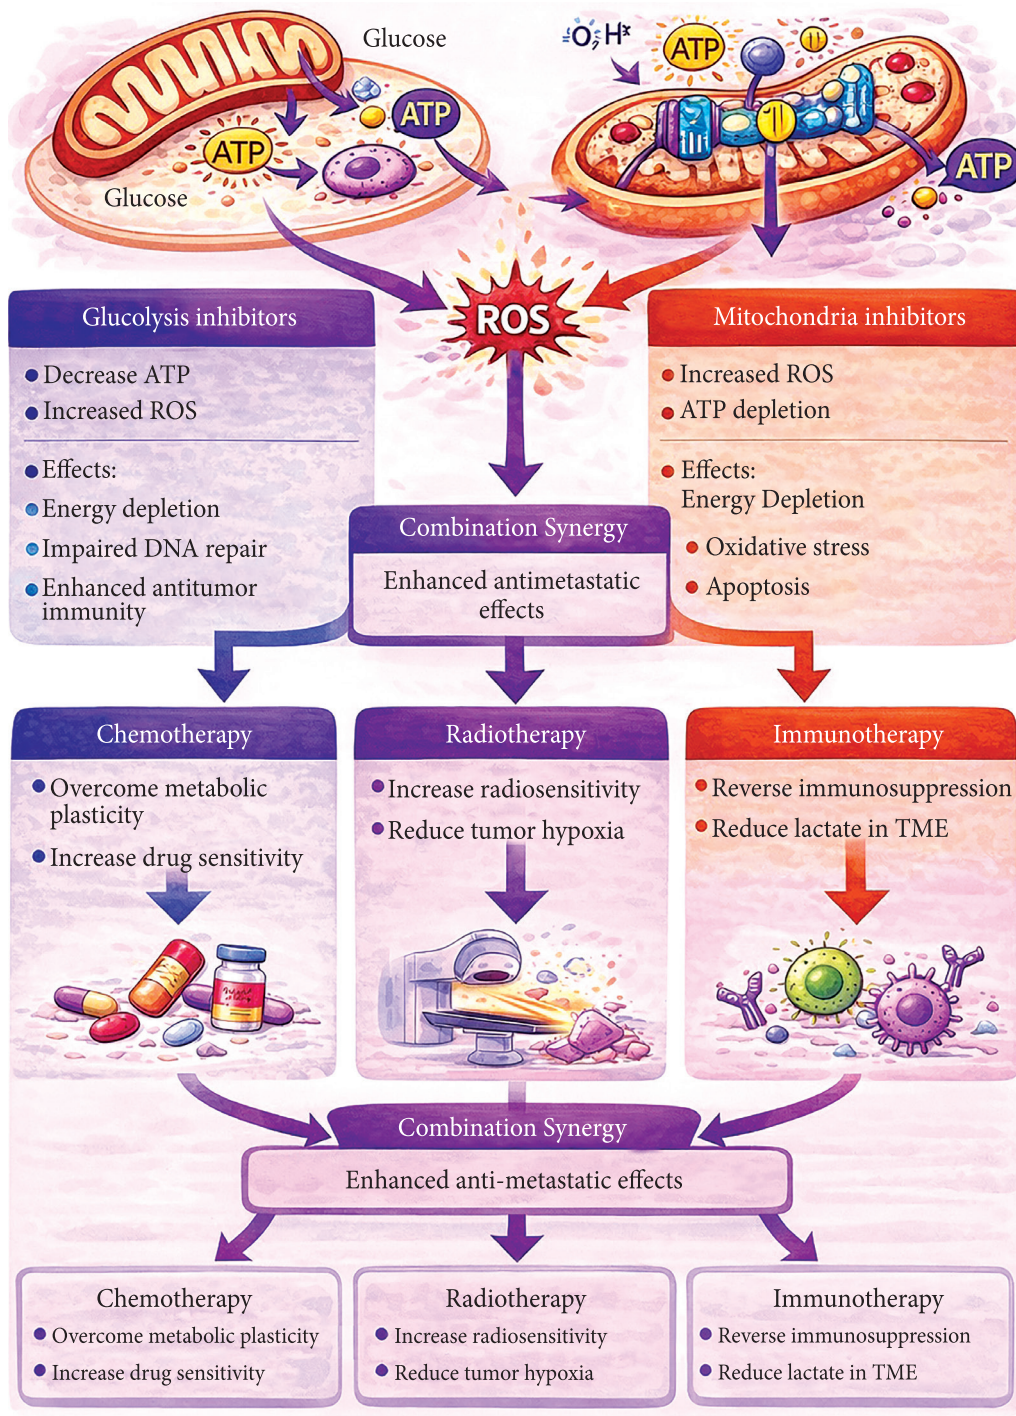 Glucose
ATP
ATP
Glucose
ATP
ATP
ROS
Glucolysis inhibitors
Decrease ATP
Increased ROS
Effects:
Energy depletion
Impaired DNA repair
Enhanced antitumor
immunity
Mitochondria inhibitors
Increased ROS
ATP depletion
Effects:
Energy Depletion
Oxidative stress
Apoptosis
Combination Synergy
Enhanced antimetastatic
effects
Chemotherapy
Overcome metabolic
plasticity
Increase drug sensitivity
Radiotherapy
Increase radiosensitivity
Reduce tumor hypoxia
Immunotherapy
Reverse immunosuppression
Reduce lactate in TME
Combination Synergy
Enhanced anti-metastatic effects
Chemotherapy
Overcome metabolic plasticity
Increase drug sensitivity
Radiotherapy
Increase radiosensitivity
Reduce tumor hypoxia
Immunotherapy
Reverse immunosuppression
Reduce lactate in TME